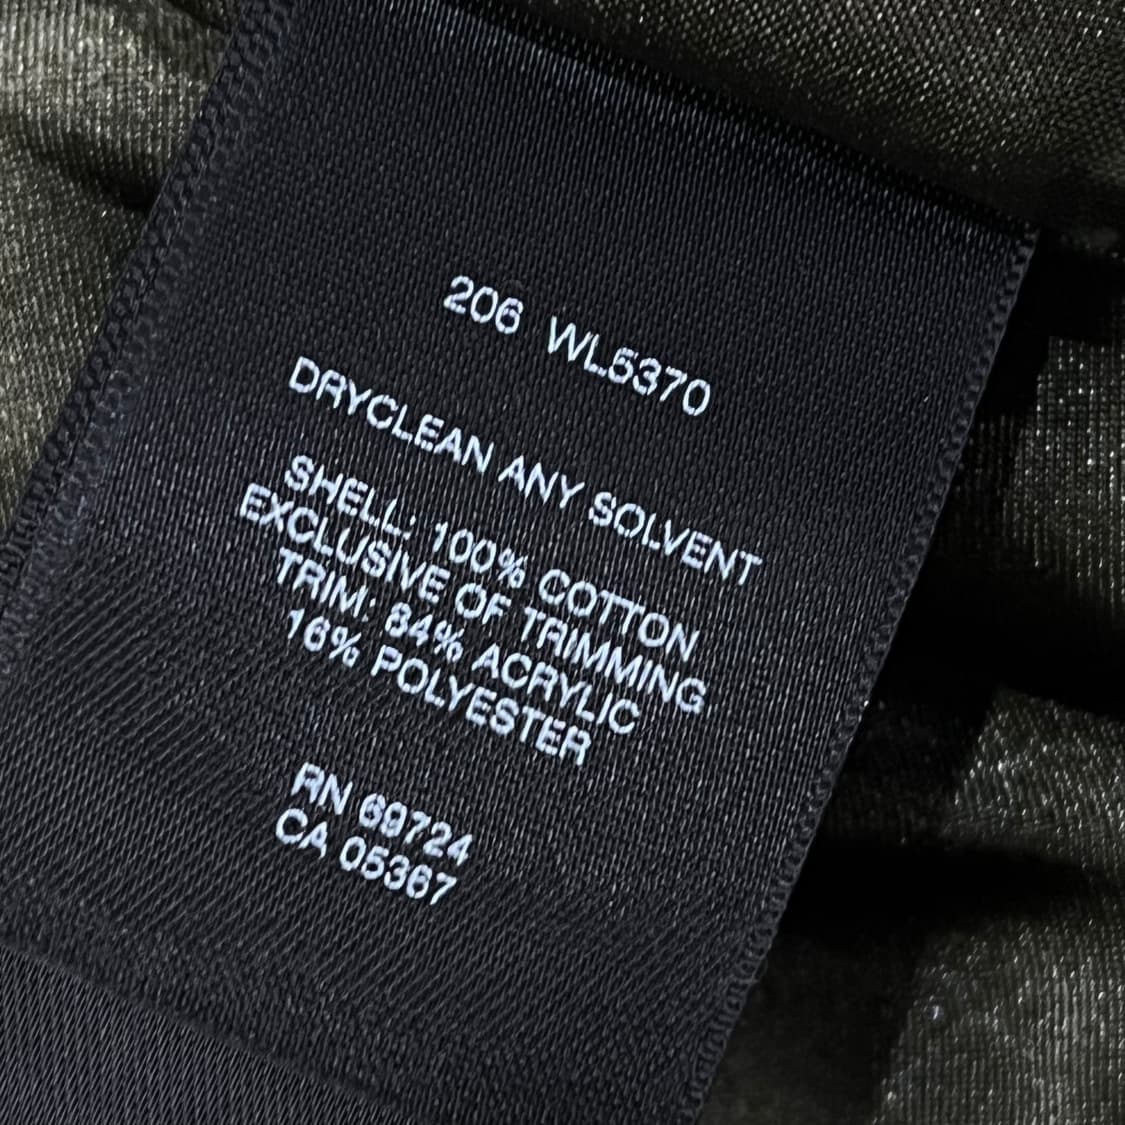 206 WL5370
DRYCLEAN ANY SOLVENT
SHELL: 100% COTTON
EXCLUSIVE OF TRIMMING
TRIM: 84% ACRYLIC
16% POLYESTER
RN 69724
CA 05367